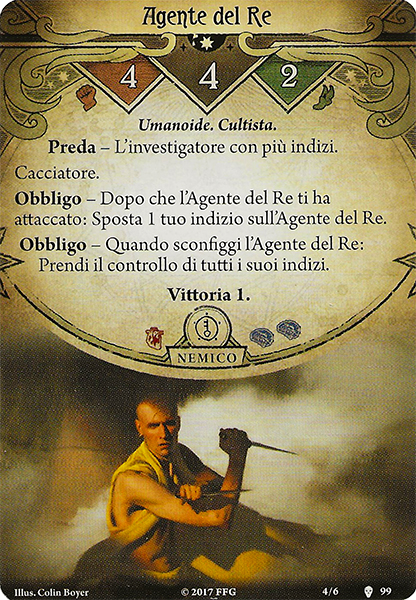 Agente del Re
4 4 2
Umanoide. Cultista.
Preda – L'investigatore con più indizi.
Cacciatore.
Obbligo – Dopo che l'Agente del Re ti ha
attaccato: Sposta 1 tuo indizio sull'Agente del Re.
Obbligo – Quando sconfiggi l'Agente del Re:
Prendi il controllo di tutti i suoi indizi.
Vittoria 1.
NEMICO
Illus. Colin Boyer © 2017 FFG 4/6 99